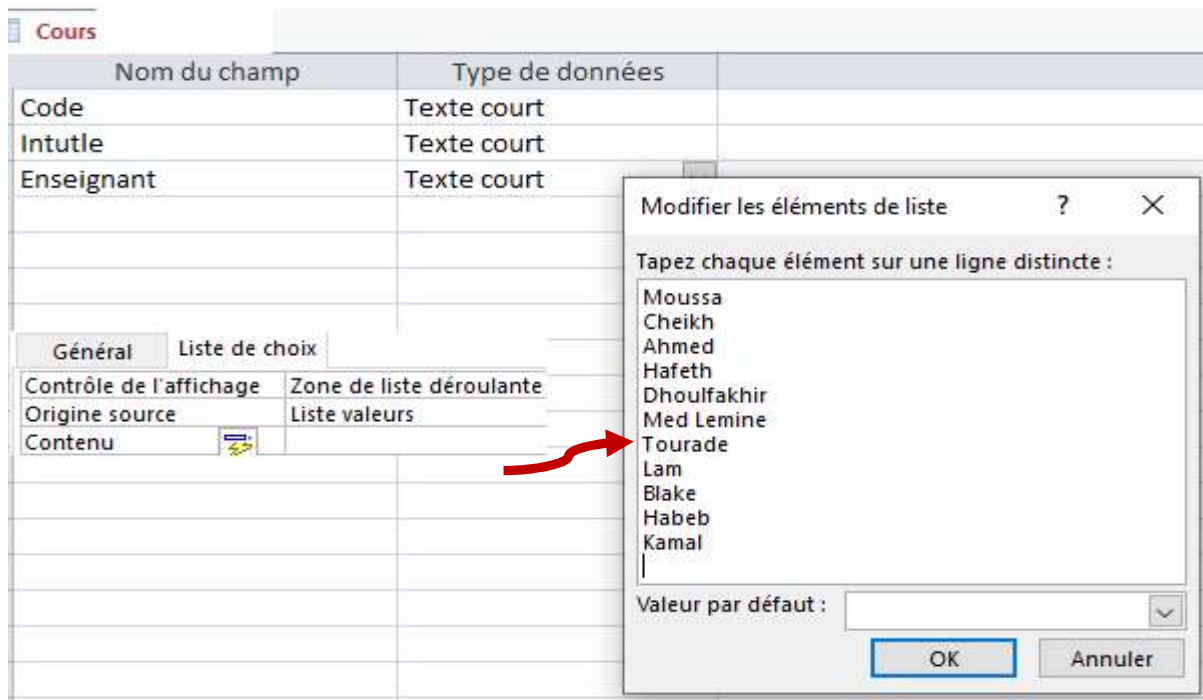 Cours
Nom du champ Type de données
Code Texte court
Intutle Texte court
Enseignant Texte court
Général Liste de choix
Contrôle de l'affichage Zone de liste déroulante
Origine source Liste valeurs
Contenu
Modifier les éléments de liste ? ×
Tapez chaque élément sur une ligne distincte :
Moussa
Cheikh
Ahmed
Hafeth
Dhoulfakhir
Med Lemine
Tourade
Lam
Blake
Habeb
Kamal
Valeur par défaut :
OK Annuler